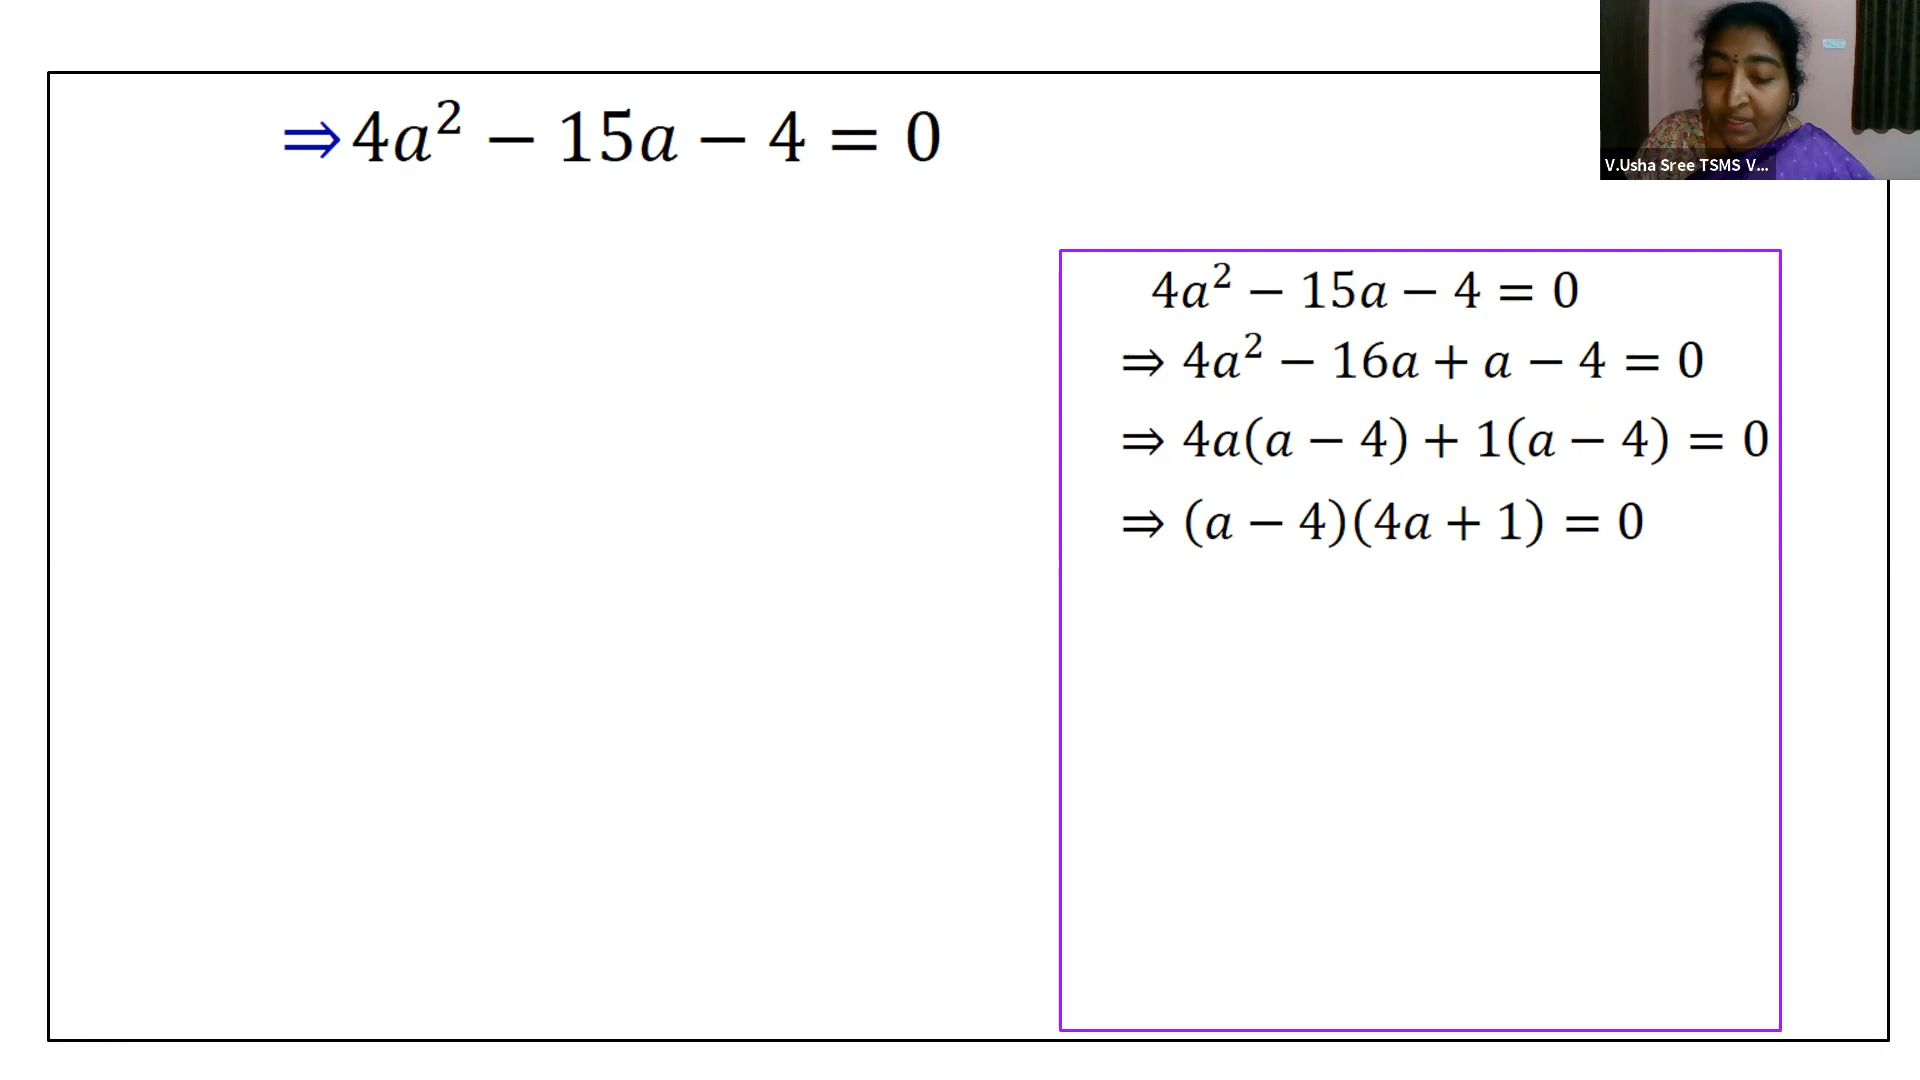 ⇒ 4a² − 15a − 4 = 0
V.Usha Sree TSMS V...
4a² − 15a − 4 = 0
⇒ 4a² − 16a + a − 4 = 0
⇒ 4a(a − 4) + 1(a − 4) = 0
⇒ (a − 4)(4a + 1) = 0